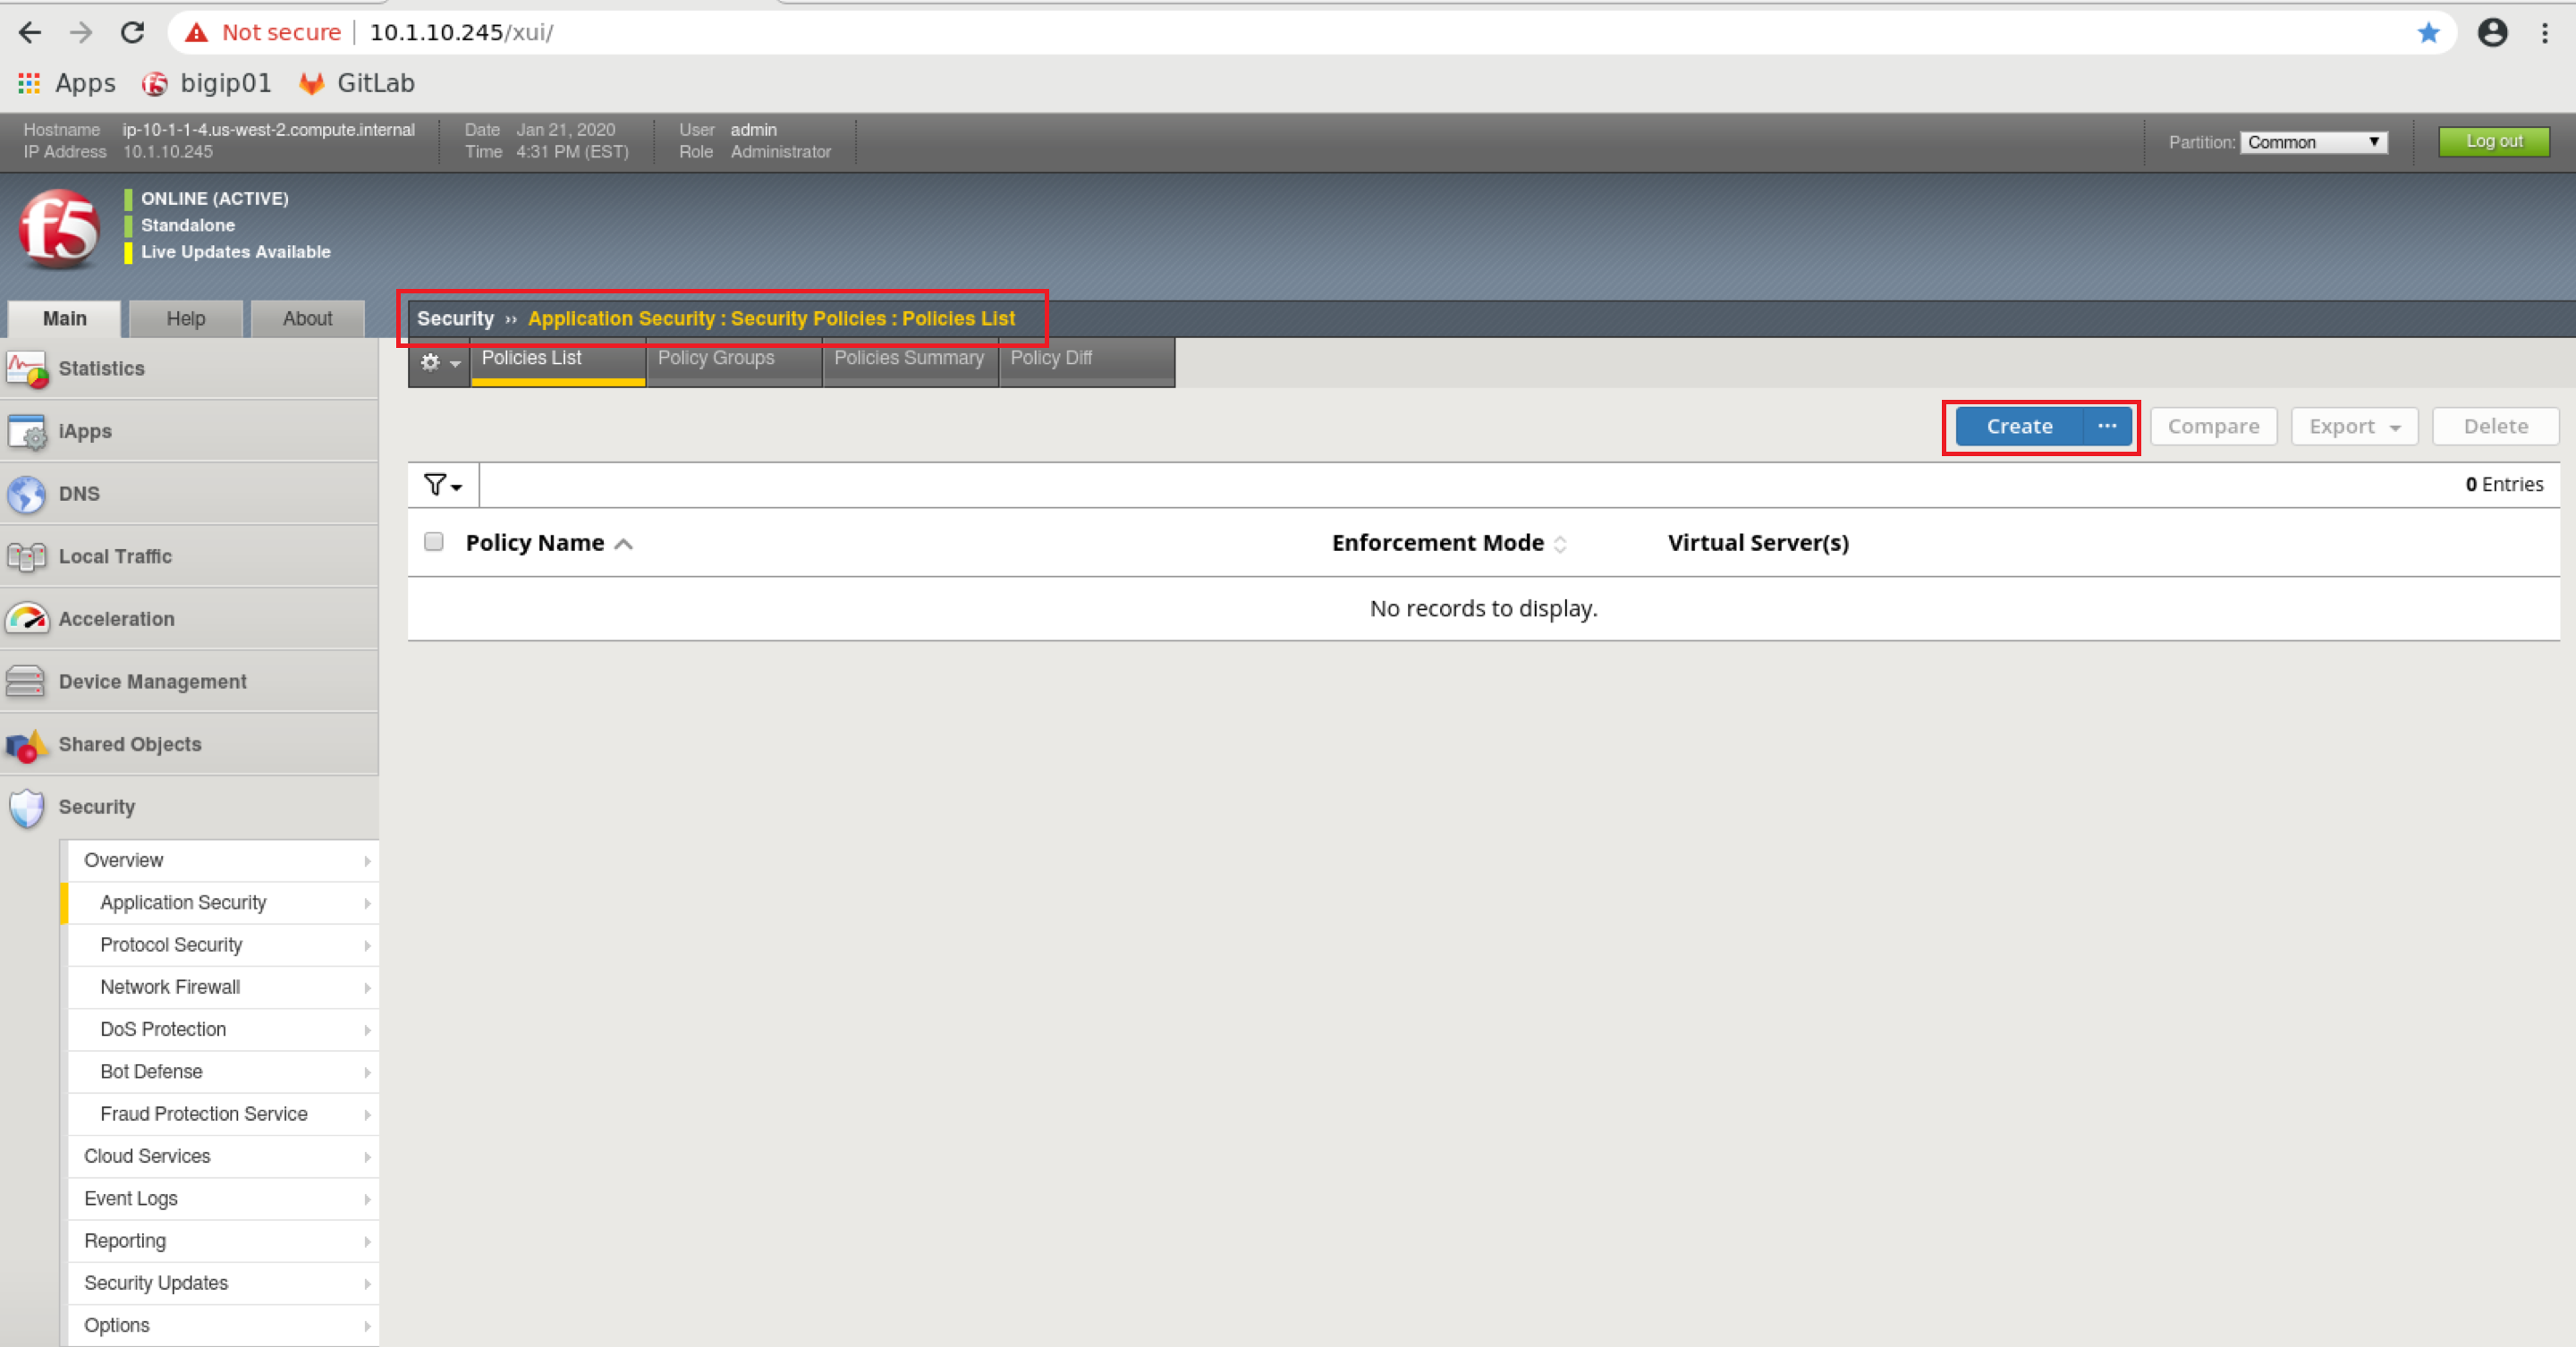 Not secure 10.1.10.245/xui/
Apps bigip01 GitLab
Hostname ip-10-1-1-4.us-west-2.compute.internal Date Jan 21, 2020 User admin
IP Address 10.1.10.245 Time 4:31 PM (EST) Role Administrator
Partition: Common Log out
f5
ONLINE (ACTIVE)
Standalone
Live Updates Available
Main Help About
Security ›› Application Security : Security Policies : Policies List
Policies List Policy Groups Policies Summary Policy Diff
Create ... Compare Export Delete
0 Entries
Policy Name Enforcement Mode Virtual Server(s)
No records to display.
Statistics
iApps
DNS
Local Traffic
Acceleration
Device Management
Shared Objects
Security
Overview
Application Security
Protocol Security
Network Firewall
DoS Protection
Bot Defense
Fraud Protection Service
Cloud Services
Event Logs
Reporting
Security Updates
Options